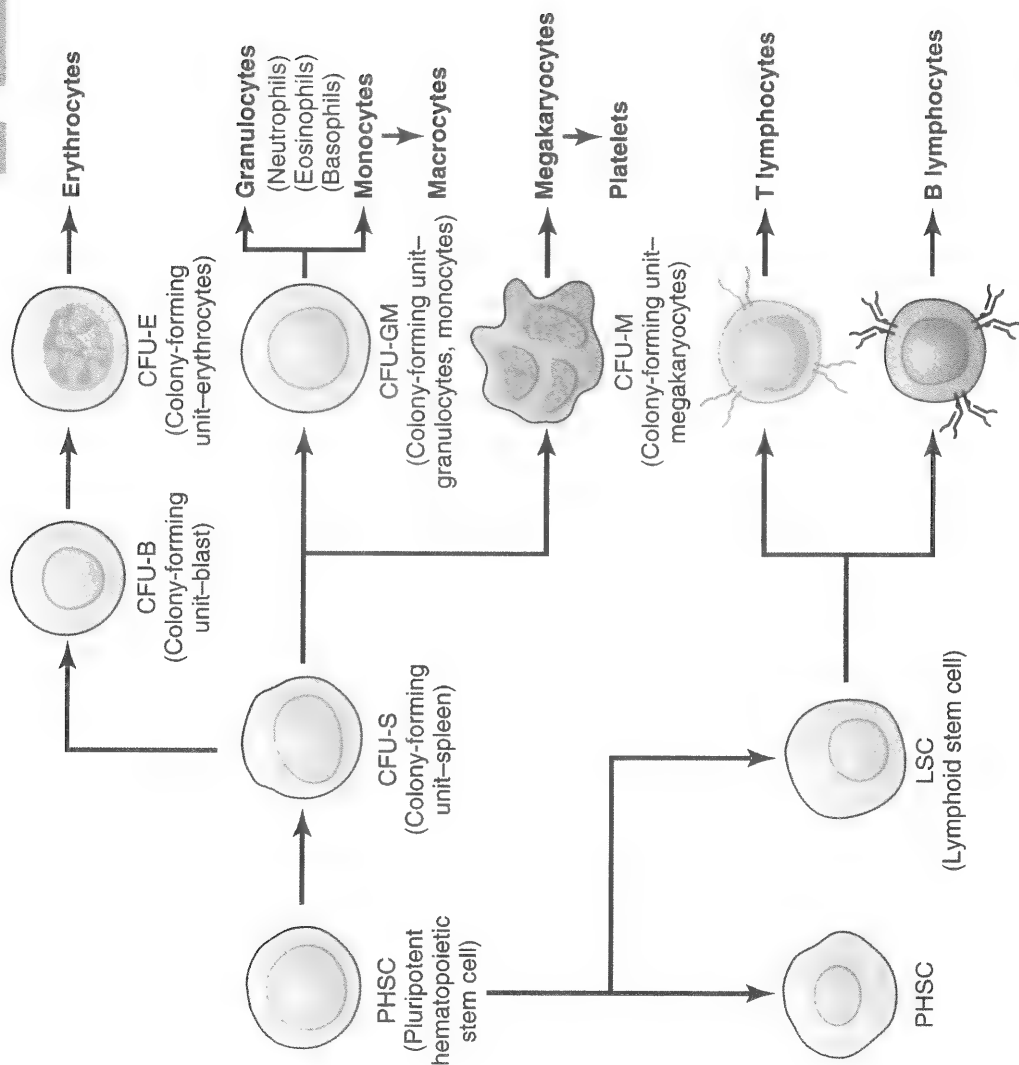 PHSC
(Pluripotent
hematopoietic
stem cell)
CFU-S
(Colony-forming
unit–spleen)
CFU-B
(Colony-forming
unit–blast)
CFU-E
(Colony-forming
unit–erythrocytes)
Erythrocytes
CFU-GM
(Colony-forming unit–
granulocytes, monocytes)
Granulocytes
(Neutrophils)
(Eosinophils)
(Basophils)
Monocytes
Macrocytes
CFU-M
(Colony-forming unit–
megakaryocytes)
Megakaryocytes
Platelets
PHSC
LSC
(Lymphoid stem cell)
T lymphocytes
B lymphocytes